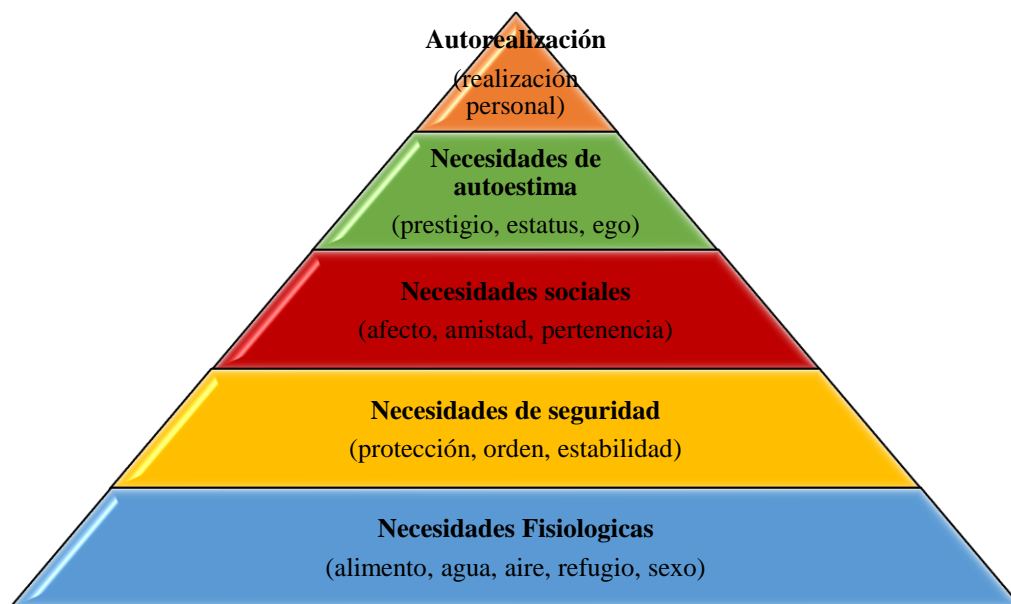 Autorealización
(realización
personal)
Necesidades de
autoestima
(prestigio, estatus, ego)
Necesidades sociales
(afecto, amistad, pertenencia)
Necesidades de seguridad
(protección, orden, estabilidad)
Necesidades Fisiologicas
(alimento, agua, aire, refugio, sexo)